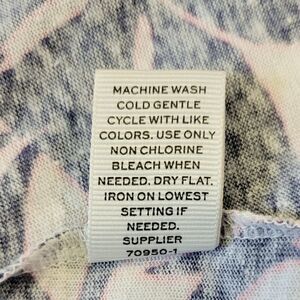 MACHINE WASH
COLD GENTLE
CYCLE WITH LIKE
COLORS. USE ONLY
NON CHLORINE
BLEACH WHEN
NEEDED. DRY FLAT.
IRON ON LOWEST
SETTING IF
NEEDED.
SUPPLIER
70950-1